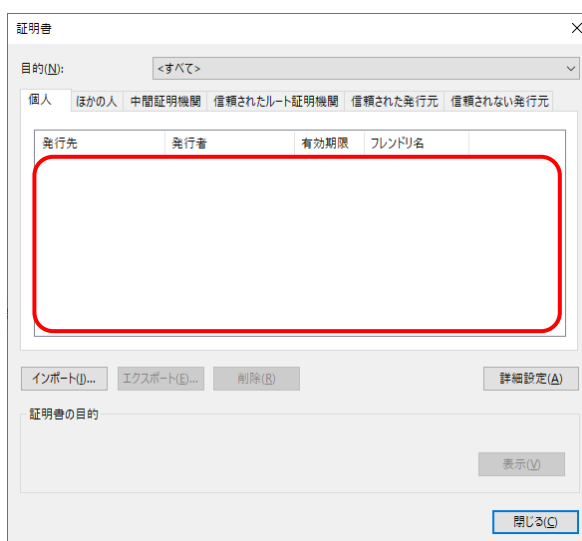 証明書
目的(N): <すべて>
個人 ほかの人 中間証明機関 信頼されたルート証明機関 信頼された発行元 信頼されない発行元
発行先 発行者 有効期限 フレンドリ名
インポート(I)... エクスポート(E)... 削除(R) 詳細設定(A)
証明書の目的
表示(V)
閉じる(C)